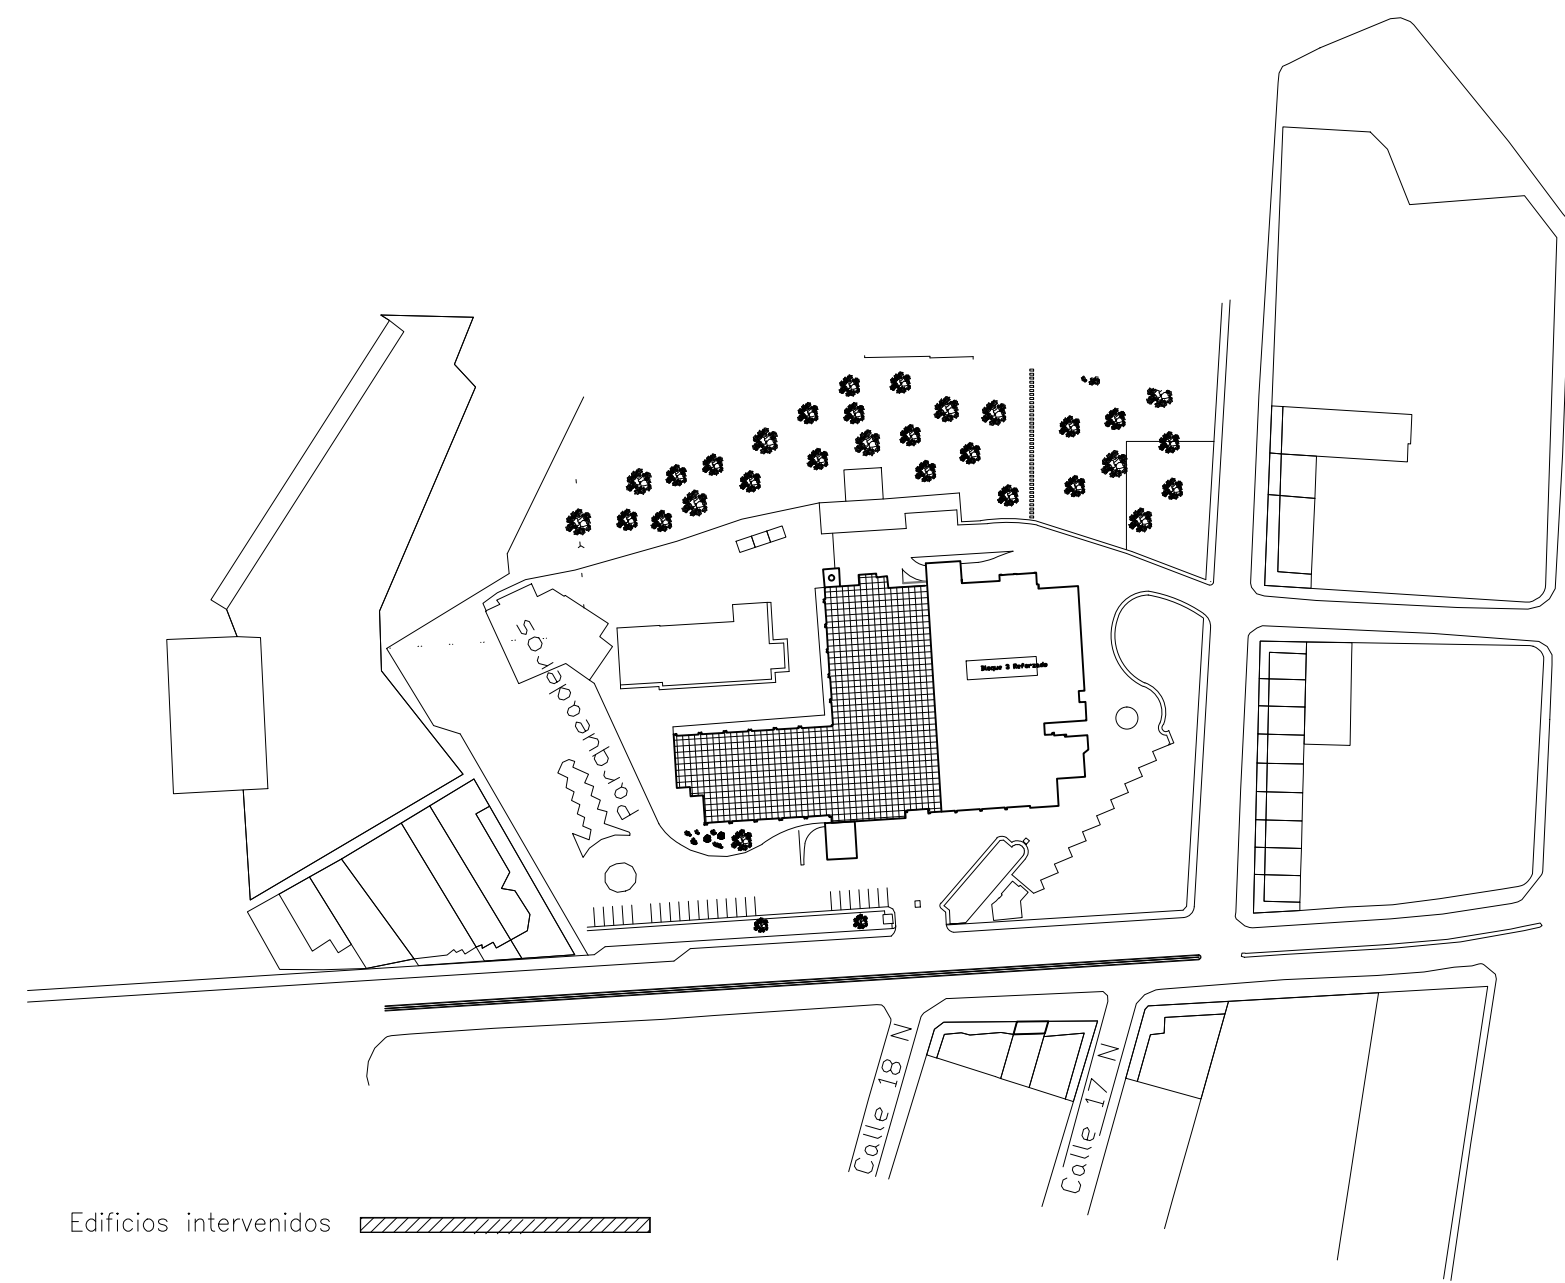 Parqueaderos
Bloque 3 Reforzado
Calle 18 N
Calle 17 N
Edificios intervenidos